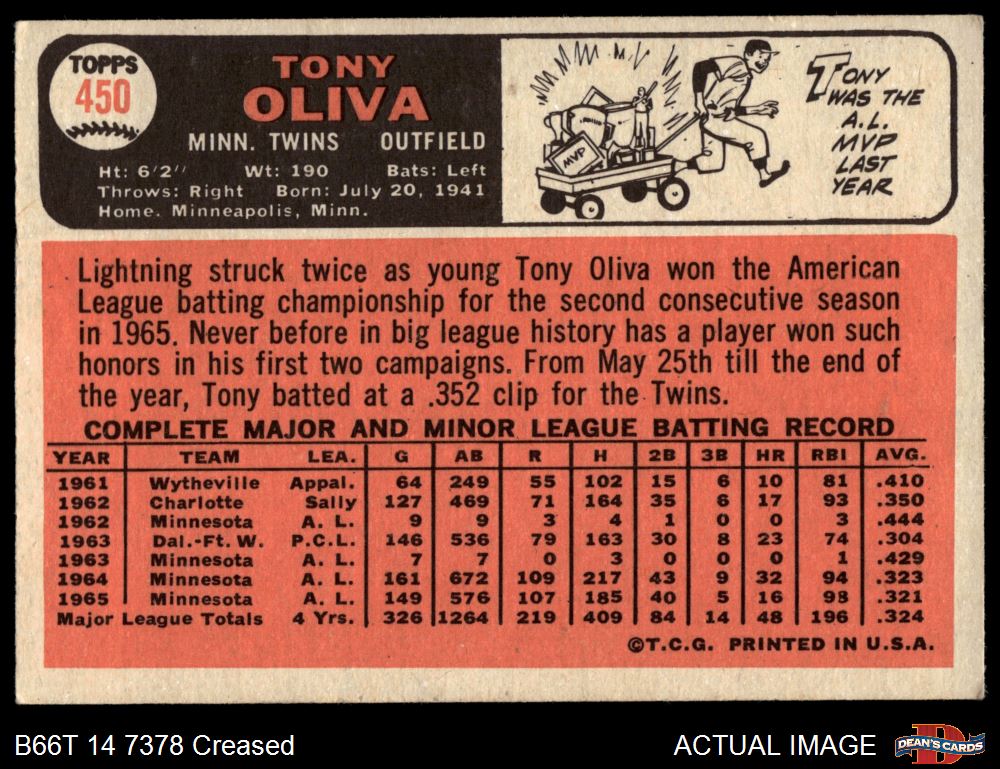 TOPPS
450
TONY
OLIVA
MINN. TWINS OUTFIELD
Ht: 6'2" Wt: 190 Bats: Left
Throws: Right Born: July 20, 1941
Home. Minneapolis, Minn.
MVP
TONY
WAS THE
A.L.
MVP
LAST
YEAR
Lightning struck twice as young Tony Oliva won the American
League batting championship for the second consecutive season
in 1965. Never before in big league history has a player won such
honors in his first two campaigns. From May 25th till the end of
the year, Tony batted at a .352 clip for the Twins.
COMPLETE MAJOR AND MINOR LEAGUE BATTING RECORD
YEAR TEAM LEA. G AB R H 2B 3B HR RBI AVG.
1961 Wytheville Appal. 64 249 55 102 15 6 10 81 .410
1962 Charlotte Sally 127 469 71 164 35 6 17 93 .350
1962 Minnesota A. L. 9 9 3 4 1 0 0 3 .444
1963 Dal.-Ft. W. P.C.L. 146 536 79 163 30 8 23 74 .304
1963 Minnesota A. L. 7 7 0 3 0 0 0 1 .429
1964 Minnesota A. L. 161 672 109 217 43 9 32 94 .323
1965 Minnesota A. L. 149 576 107 185 40 5 16 98 .321
Major League Totals 4 Yrs. 326 1264 219 409 84 14 48 196 .324
©T.C.G. PRINTED IN U.S.A.
B66T 14 7378 Creased
ACTUAL IMAGE
DEAN'S CARDS